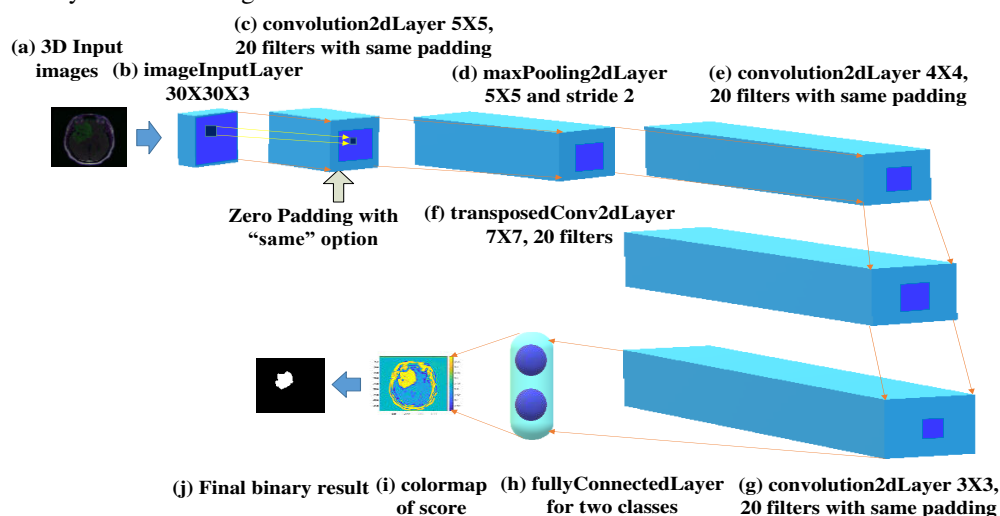 (c) convolution2dLayer 5X5,
20 filters with same padding
(a) 3D Input
images
(b) imageInputLayer
30X30X3
(d) maxPooling2dLayer
5X5 and stride 2
(e) convolution2dLayer 4X4,
20 filters with same padding
Zero Padding with
“same” option
(f) transposedConv2dLayer
7X7, 20 filters
(j) Final binary result
(i) colormap
of score
(h) fullyConnectedLayer
for two classes
(g) convolution2dLayer 3X3,
20 filters with same padding